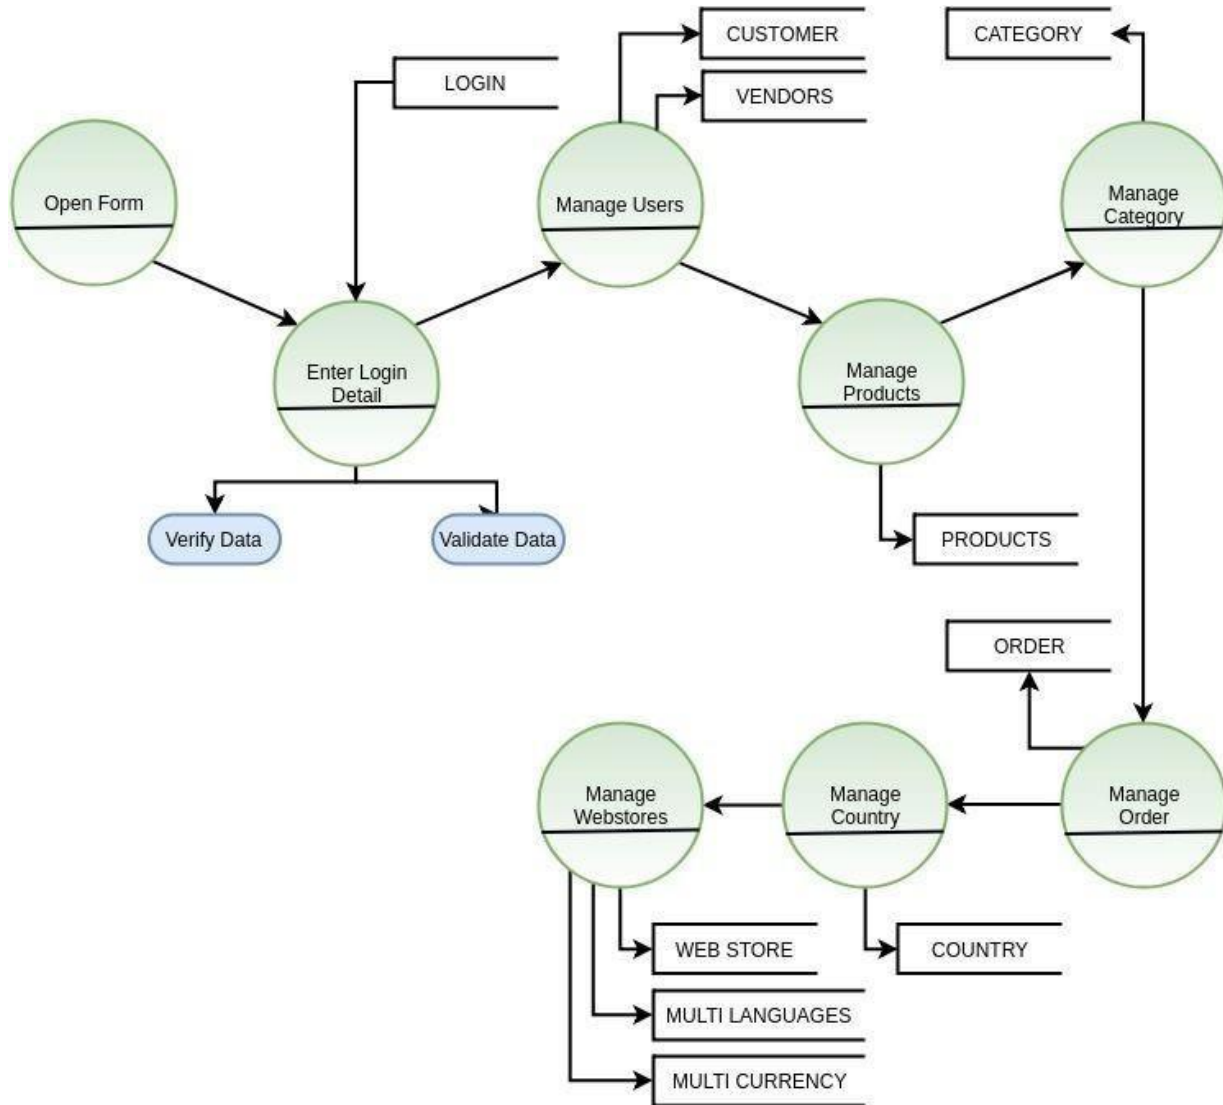 CUSTOMER
CATEGORY
LOGIN
VENDORS
Open Form
Manage Users
Manage
Category
Enter Login
Detail
Manage
Products
Verify Data
Validate Data
PRODUCTS
ORDER
Manage
Webstores
Manage
Country
Manage
Order
WEB STORE
COUNTRY
MULTI LANGUAGES
MULTI CURRENCY